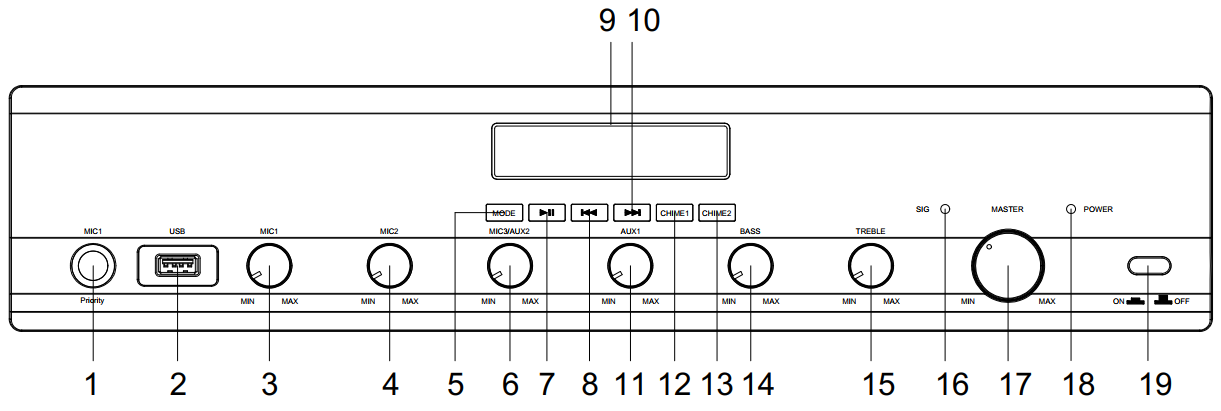 9 10
MODE CHIME1 CHIME2
SIG MASTER POWER
MIC1 USB MIC1 MIC2 MIC3/AUX2 AUX1 BASS TREBLE
Priority MIN MAX MIN MAX MIN MAX MIN MAX MIN MAX MIN MAX MIN MAX ON OFF
1 2 3 4 5 6 7 8 11 12 13 14 15 16 17 18 19